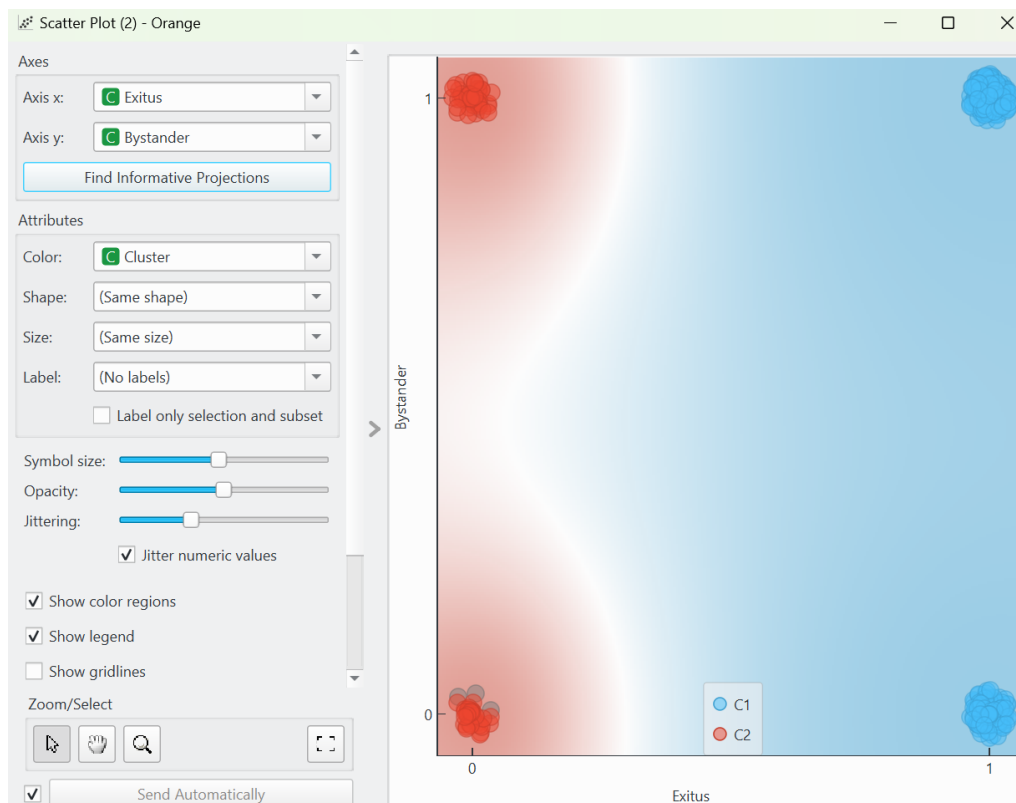 Scatter Plot (2) - Orange
Axes
Axis x: C Exitus
Axis y: C Bystander
Find Informative Projections
Attributes
Color: C Cluster
Shape: (Same shape)
Size: (Same size)
Label: (No labels)
Label only selection and subset
Symbol size:
Opacity:
Jittering:
Jitter numeric values
Show color regions
Show legend
Show gridlines
Zoom/Select
Send Automatically
1
Bystander
0
C1
C2
0 1
Exitus